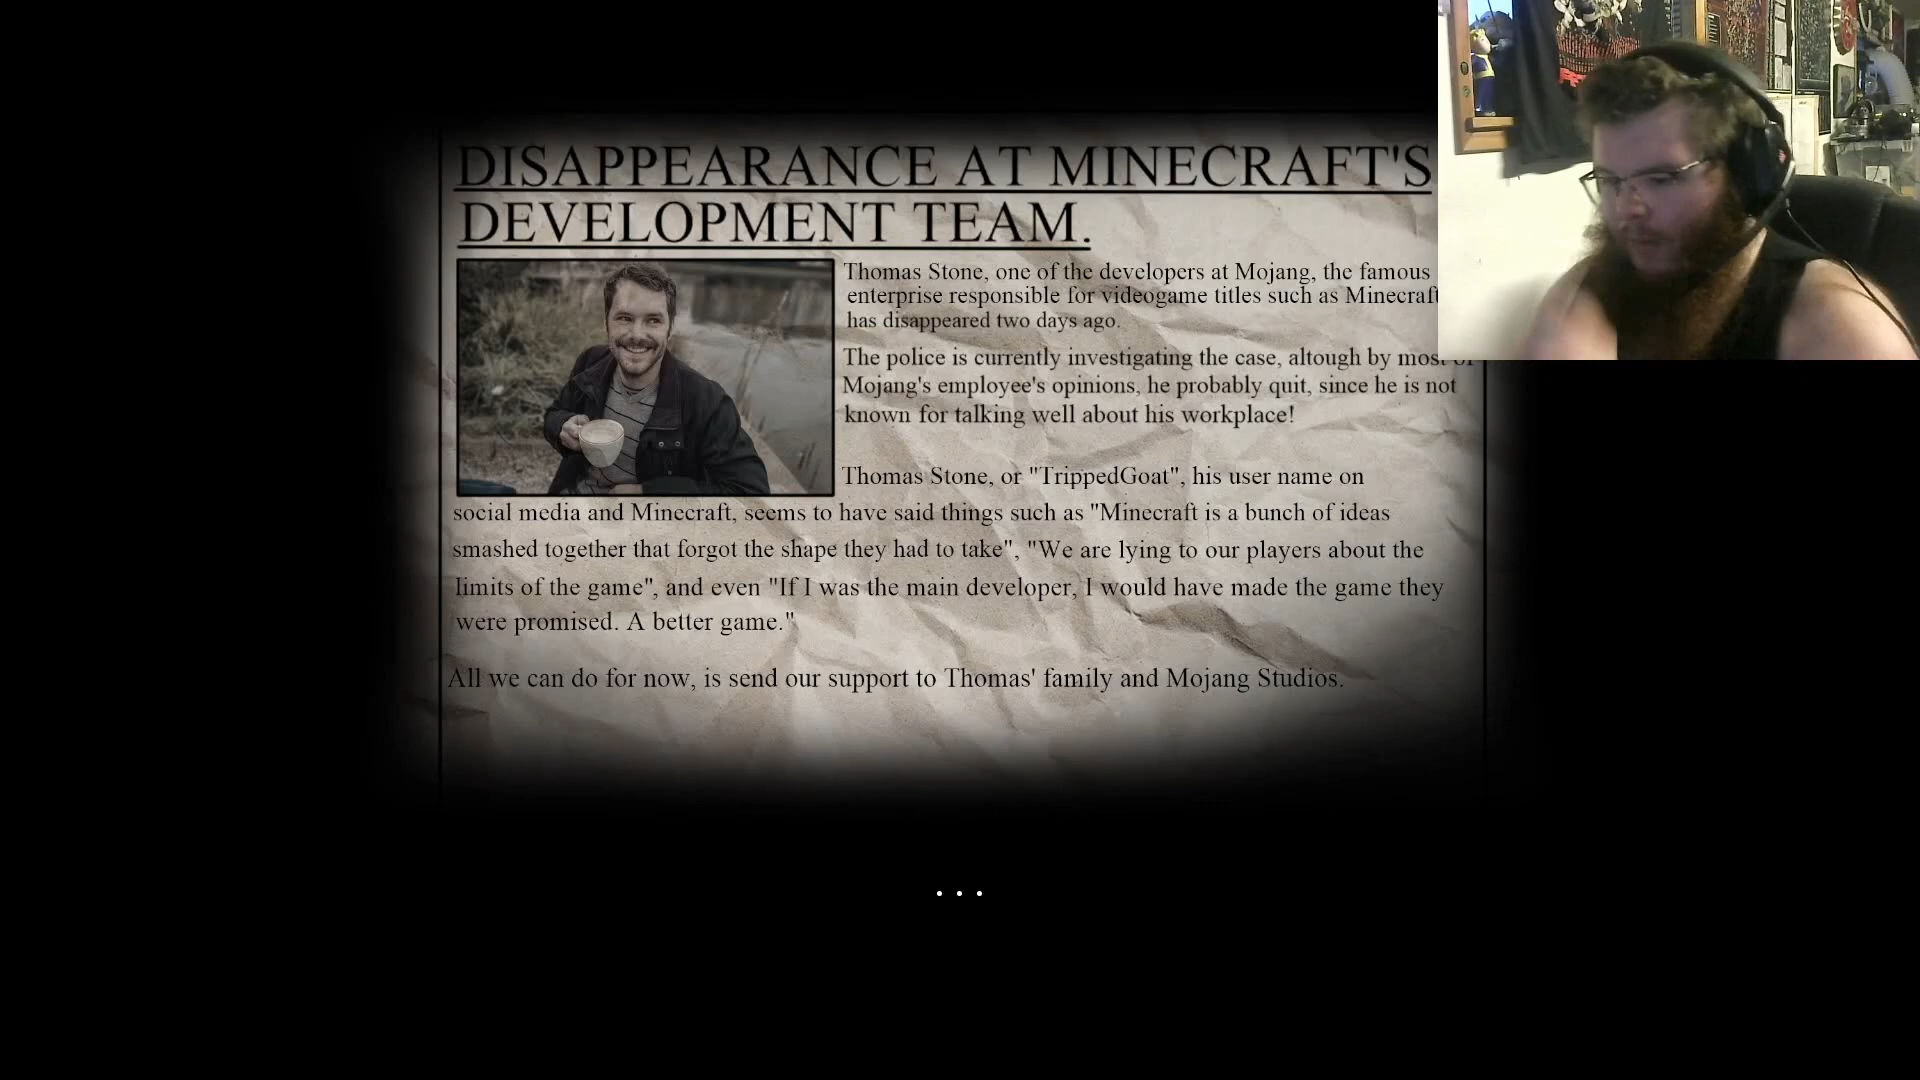 DISAPPEARANCE AT MINECRAFT'S
DEVELOPMENT TEAM.
Thomas Stone, one of the developers at Mojang, the famous
enterprise responsible for videogame titles such as Minecraft
has disappeared two days ago.
The police is currently investigating the case, altough by most of
Mojang's employee's opinions, he probably quit, since he is not
known for talking well about his workplace!
Thomas Stone, or "TrippedGoat", his user name on
social media and Minecraft, seems to have said things such as "Minecraft is a bunch of ideas
smashed together that forgot the shape they had to take", "We are lying to our players about the
limits of the game", and even "If I was the main developer, I would have made the game they
were promised. A better game."
All we can do for now, is send our support to Thomas' family and Mojang Studios.
...